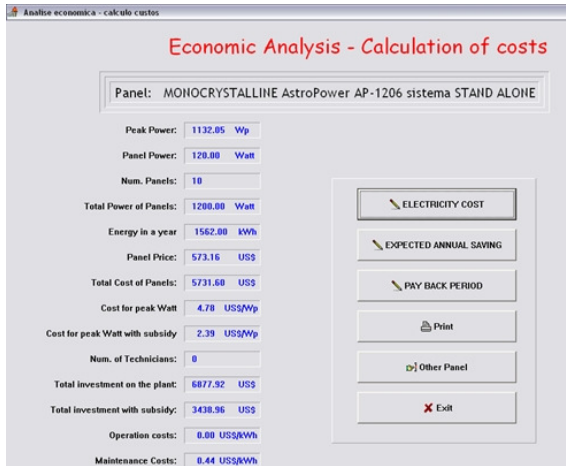 Analise economica - calculo custos
Economic Analysis - Calculation of costs
Panel: MONOCRYSTALLINE AstroPower AP-1206 sistema STAND ALONE
Peak Power: 1132.05 Wp
Panel Power: 120.00 Watt
Num. Panels: 10
Total Power of Panels: 1200.00 Watt
Energy in a year 1562.00 kWh
Panel Price: 573.16 US$
Total Cost of Panels: 5731.60 US$
Cost for peak Watt 4.78 US$/Wp
Cost for peak Watt with subsidy 2.39 US$/Wp
Num. of Technicians: 0
Total investment on the plant: 6877.92 US$
Total investment with subsidy: 3438.96 US$
Operation costs: 0.00 US$/kWh
Maintenance Costs: 0.44 US$/kWh
ELECTRICITY COST
EXPECTED ANNUAL SAVING
PAY BACK PERIOD
Print
Other Panel
Exit